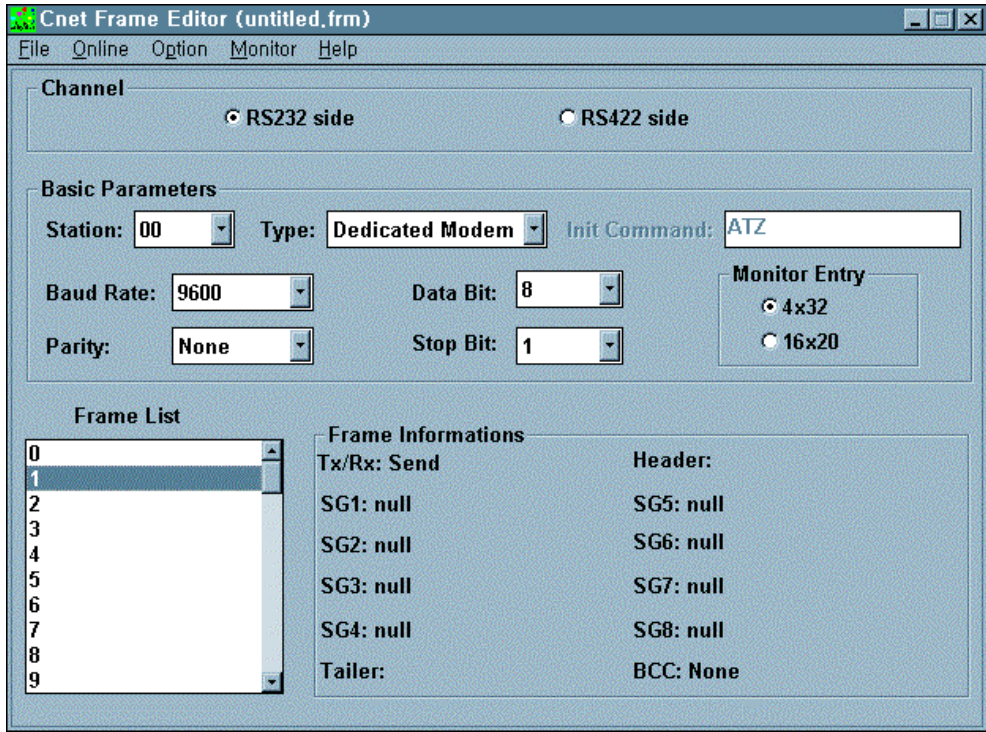 Cnet Frame Editor (untitled.frm)
File Online Option Monitor Help
Channel
RS232 side RS422 side
Basic Parameters
Station: 00 Type: Dedicated Modem Init Command: ATZ
Baud Rate: 9600 Data Bit: 8
Monitor Entry
4x32
16x20
Parity: None Stop Bit: 1
Frame List
0
1
2
3
4
5
6
7
8
9
Frame Informations
Tx/Rx: Send Header:
SG1: null SG5: null
SG2: null SG6: null
SG3: null SG7: null
SG4: null SG8: null
Tailer: BCC: None